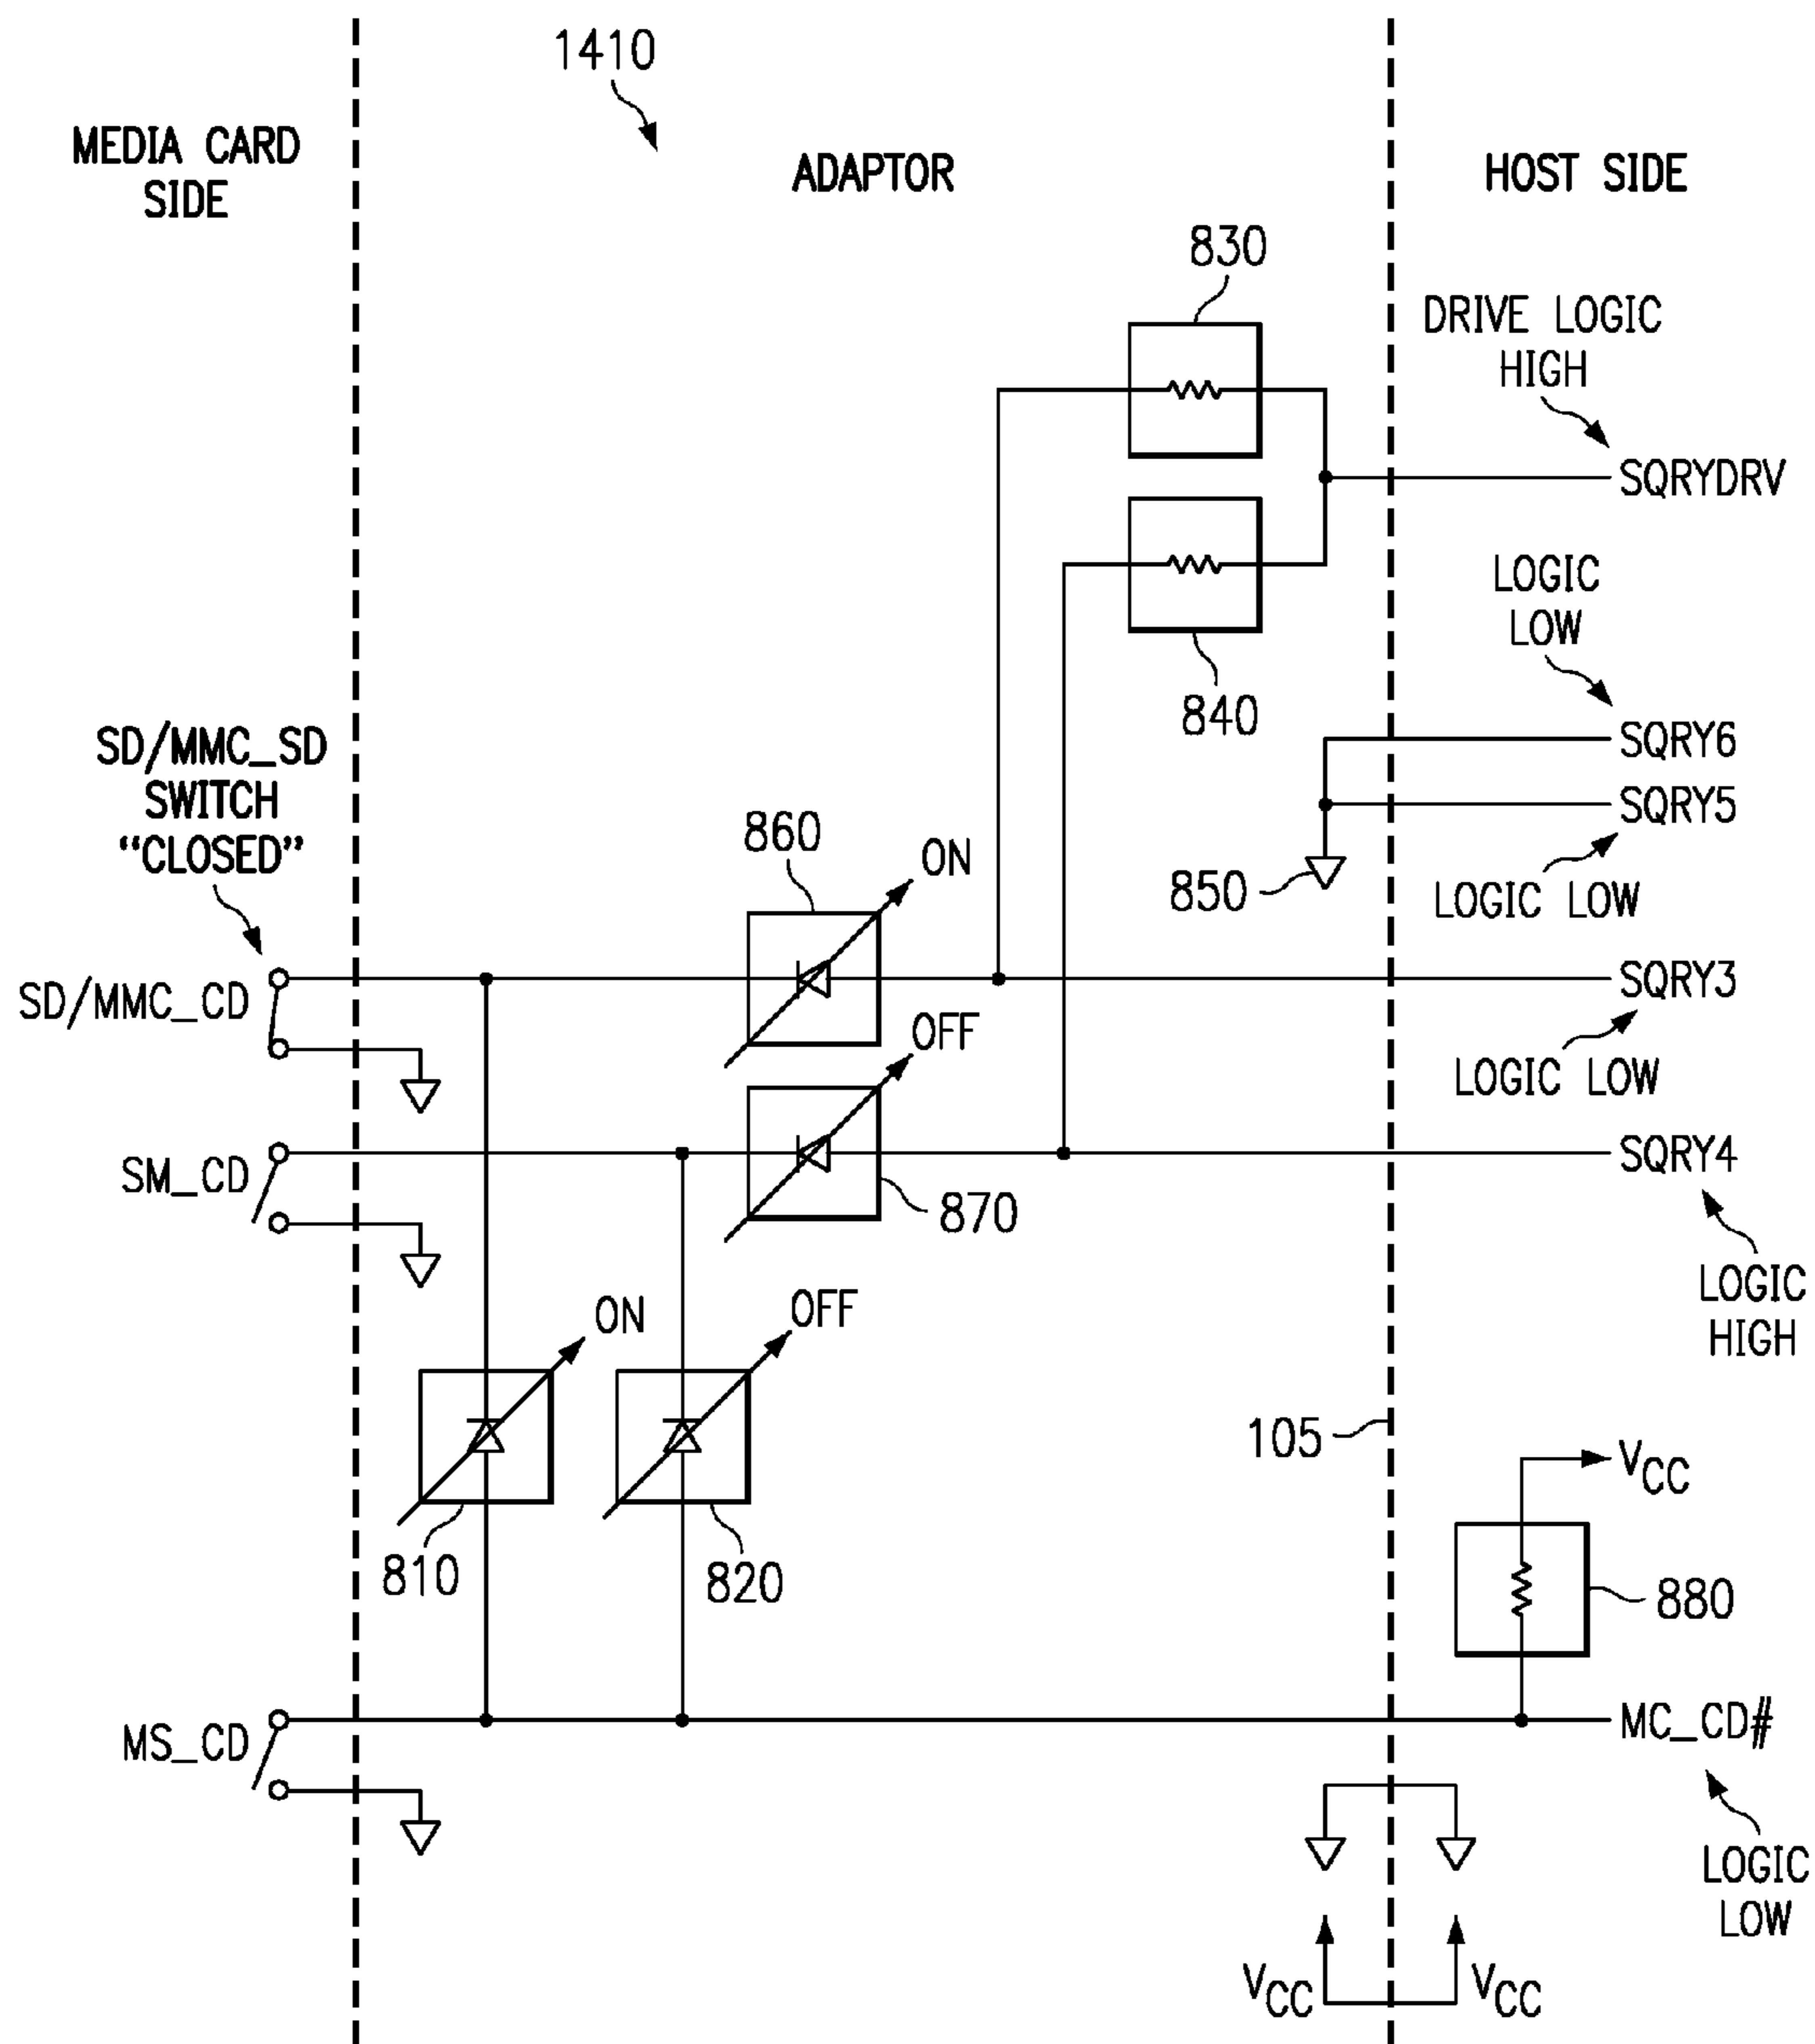 1410
MEDIA CARD
SIDE
ADAPTOR
HOST SIDE
830
DRIVE LOGIC
HIGH
SQRYDRV
840
LOGIC
LOW
SQRY6
SQRY5
850
LOGIC LOW
SD/MMC_SD
SWITCH
"CLOSED"
860
ON
SD/MMC_CD
SQRY3
LOGIC LOW
OFF
SM_CD
870
SQRY4
LOGIC
HIGH
ON
OFF
810
820
105
VCC
880
MS_CD
MC_CD#
LOGIC
LOW
VCC
VCC